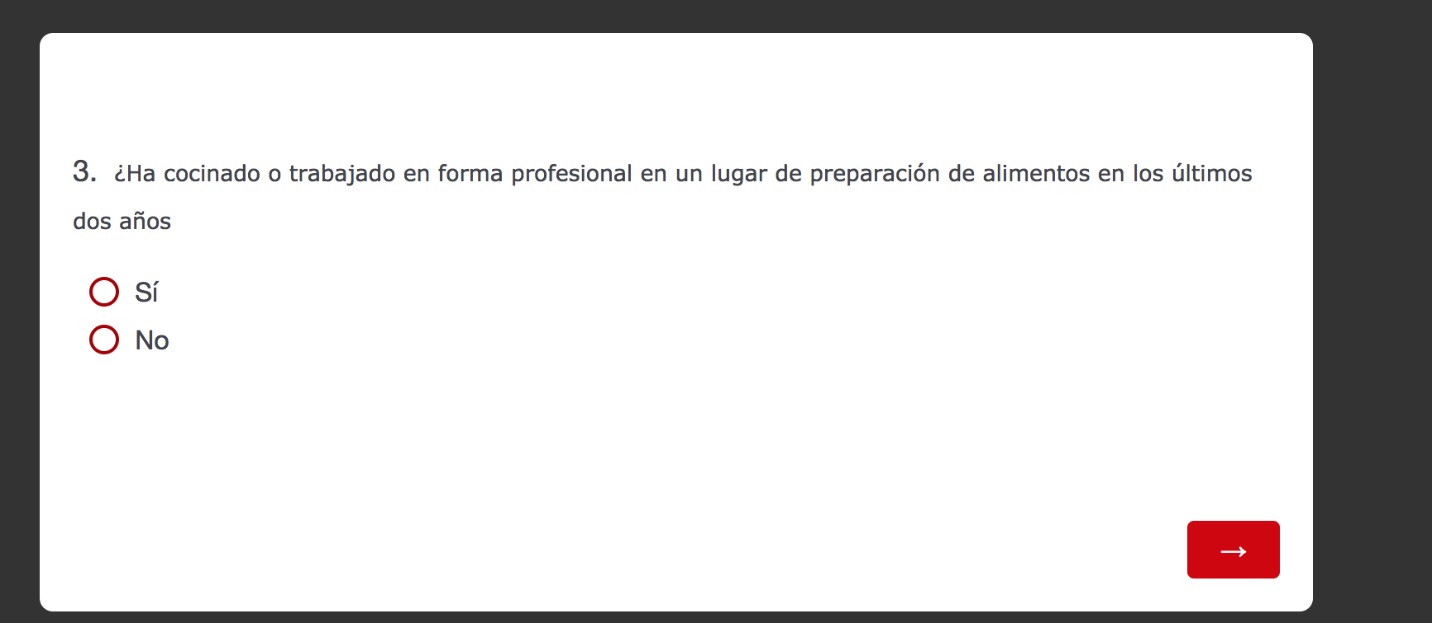 3. ¿Ha cocinado o trabajado en forma profesional en un lugar de preparación de alimentos en los últimos
dos años
Sí
No
→